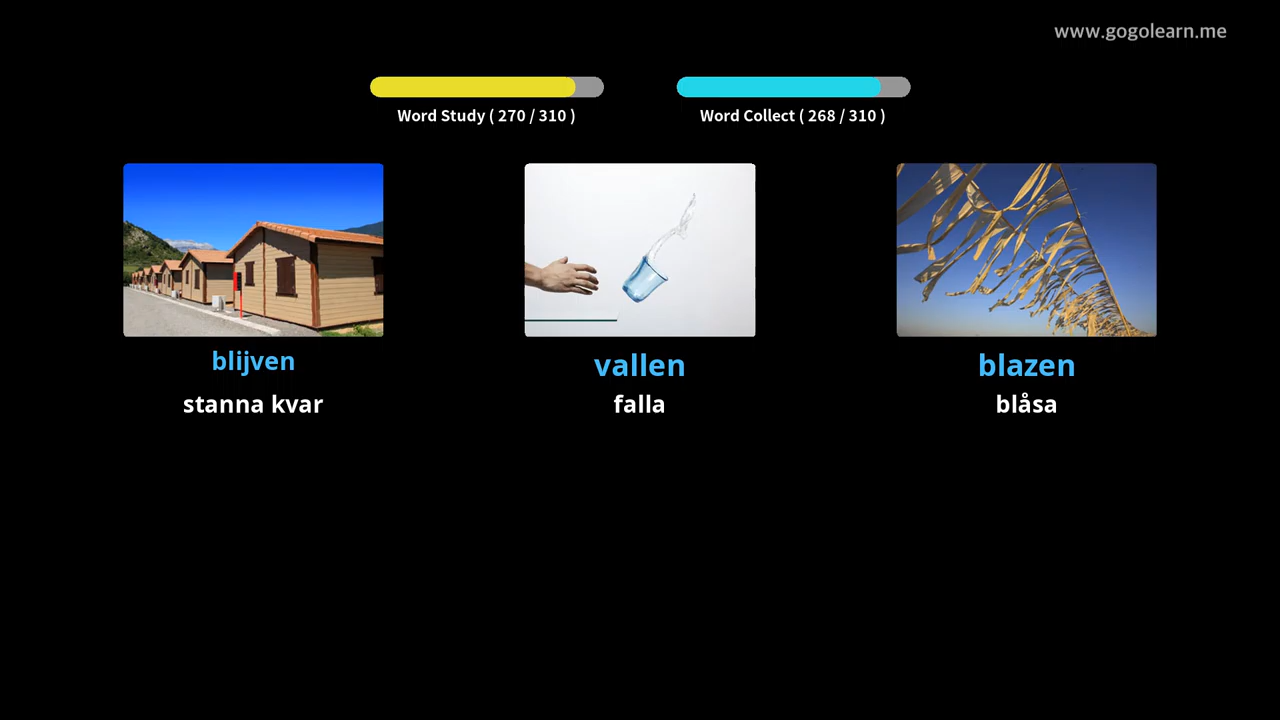 www.gogolearn.me
Word Study ( 270 / 310 )
Word Collect ( 268 / 310 )
blijven
vallen
blazen
stanna kvar
falla
blåsa